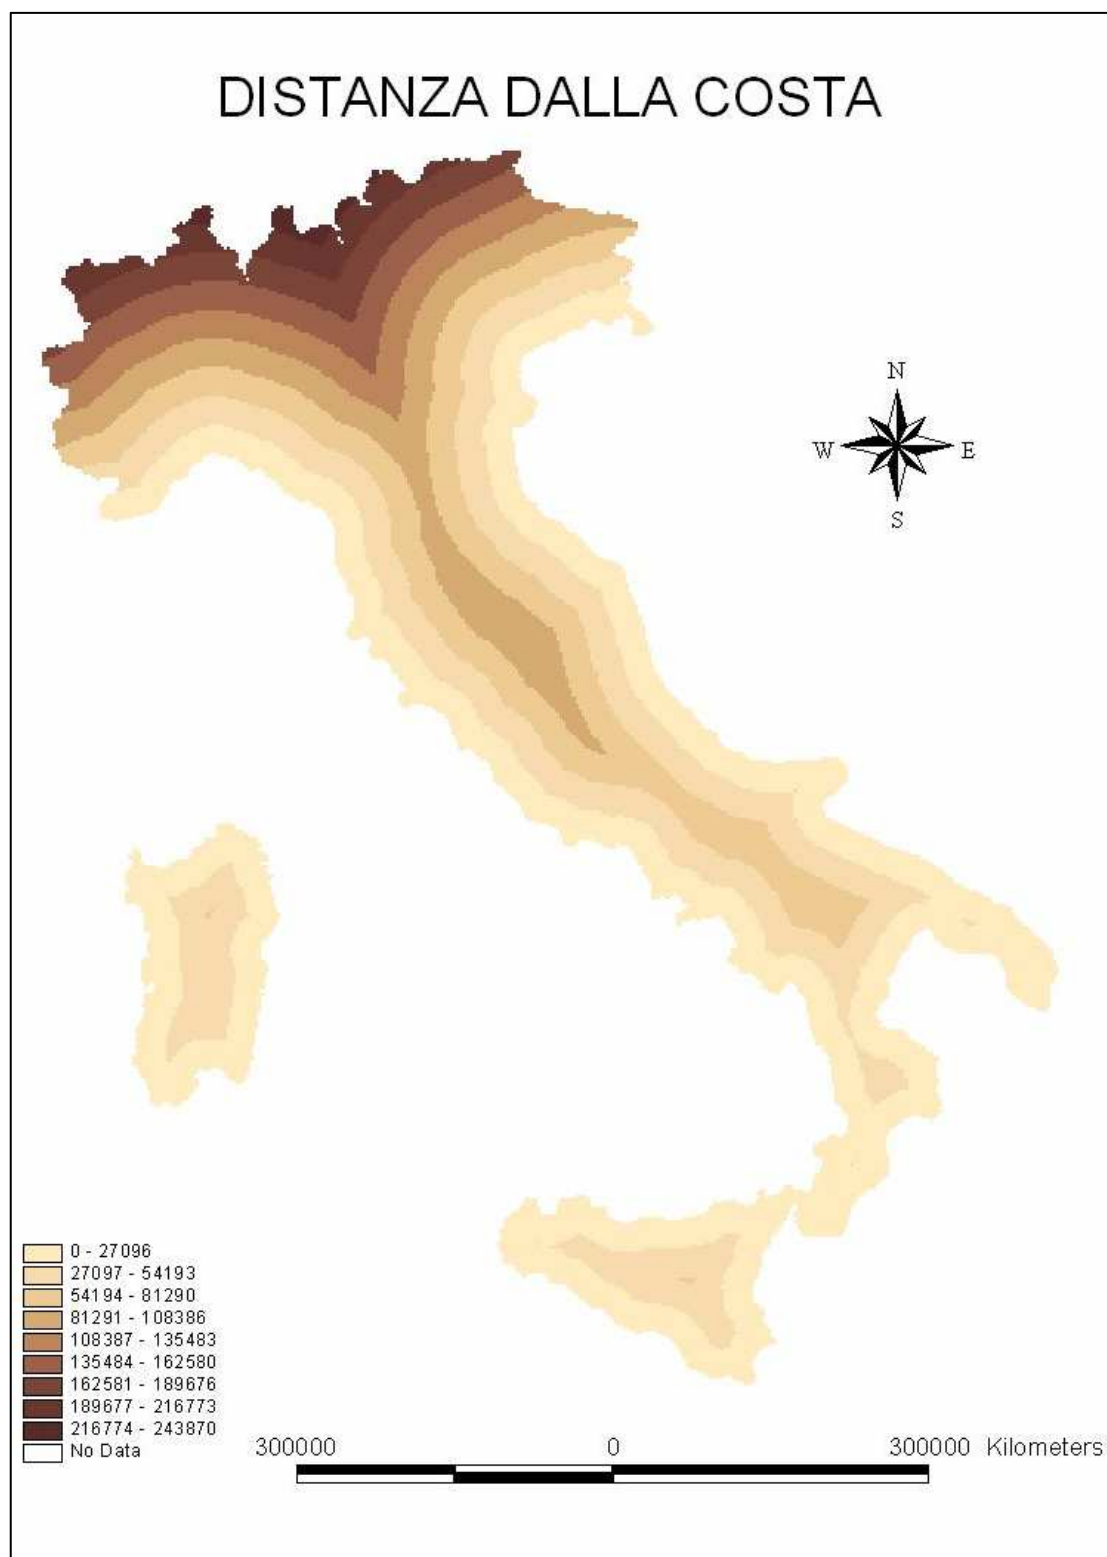 DISTANZA DALLA COSTA
N
W E
S
0 - 27096
27097 - 54193
54194 - 81290
81291 - 108386
108387 - 135483
135484 - 162580
162581 - 189676
189677 - 216773
216774 - 243870
No Data
300000 0 300000 Kilometers